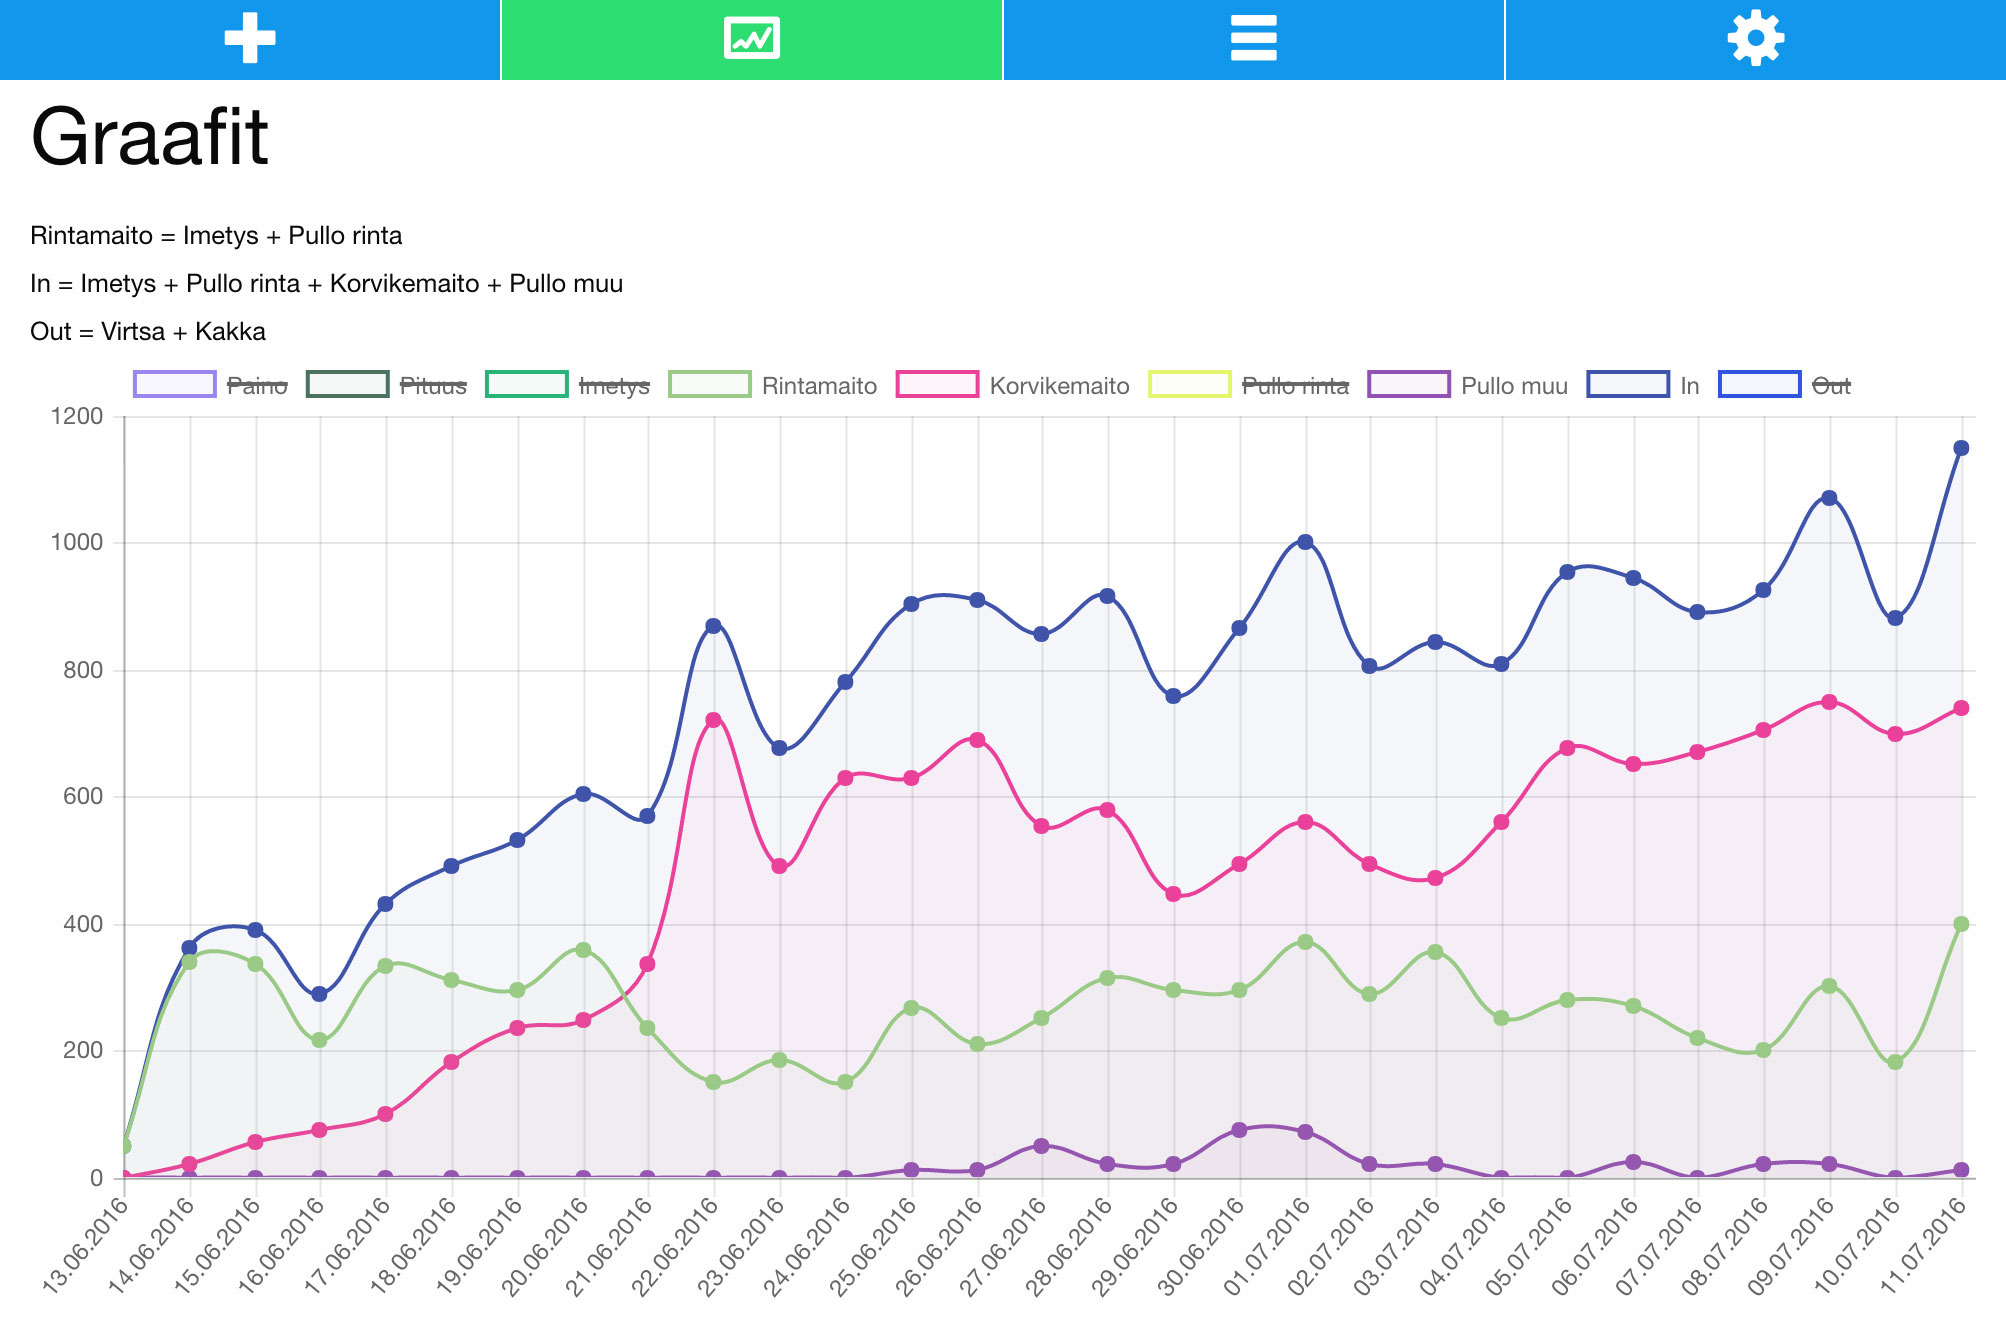 Graafit
Rintamaito = Imetys + Pullo rinta
In = Imetys + Pullo rinta + Korvikemaito + Pullo muu
Out = Virtsa + Kakka
Paino Pituus Imetys Rintamaito Korvikemaito Pullo rinta Pullo muu In Out
1200
1000
800
600
400
200
0
13.06.2016 14.06.2016 15.06.2016 16.06.2016 17.06.2016 18.06.2016 19.06.2016 20.06.2016 21.06.2016 22.06.2016 23.06.2016 24.06.2016 25.06.2016 26.06.2016 27.06.2016 28.06.2016 29.06.2016 30.06.2016 01.07.2016 02.07.2016 03.07.2016 04.07.2016 05.07.2016 06.07.2016 07.07.2016 08.07.2016 09.07.2016 10.07.2016 11.07.2016